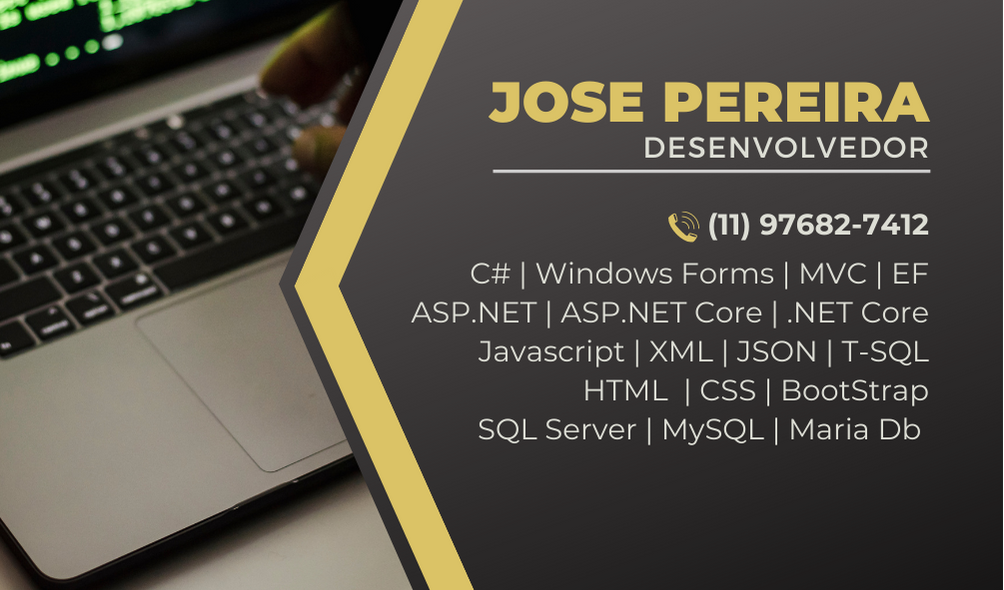 JOSE PEREIRA
DESENVOLVEDOR
(11) 97682-7412
C# | Windows Forms | MVC | EF
ASP.NET | ASP.NET Core | .NET Core
Javascript | XML | JSON | T-SQL
HTML | CSS | BootStrap
SQL Server | MySQL | Maria Db